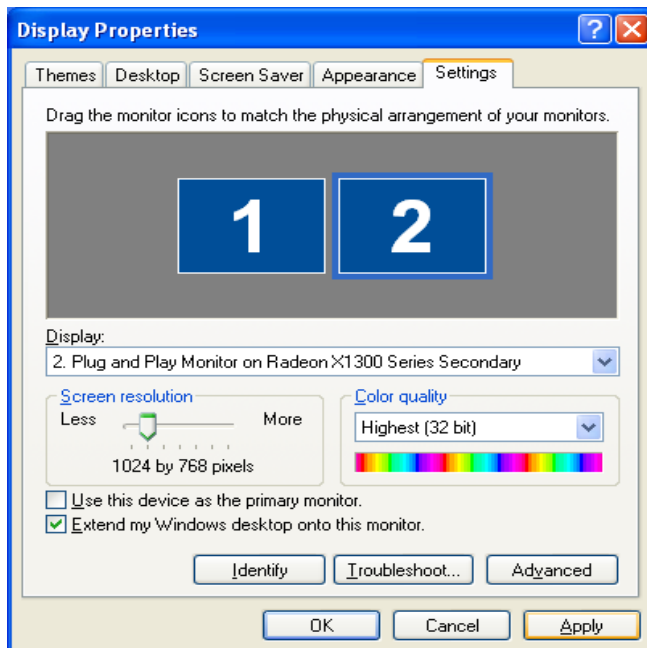 Display Properties
Themes Desktop Screen Saver Appearance Settings
Drag the monitor icons to match the physical arrangement of your monitors.
1 2
Display:
2. Plug and Play Monitor on Radeon X1300 Series Secondary
Screen resolution
Less More
1024 by 768 pixels
Color quality
Highest (32 bit)
Use this device as the primary monitor.
Extend my Windows desktop onto this monitor.
Identify Troubleshoot... Advanced
OK Cancel Apply